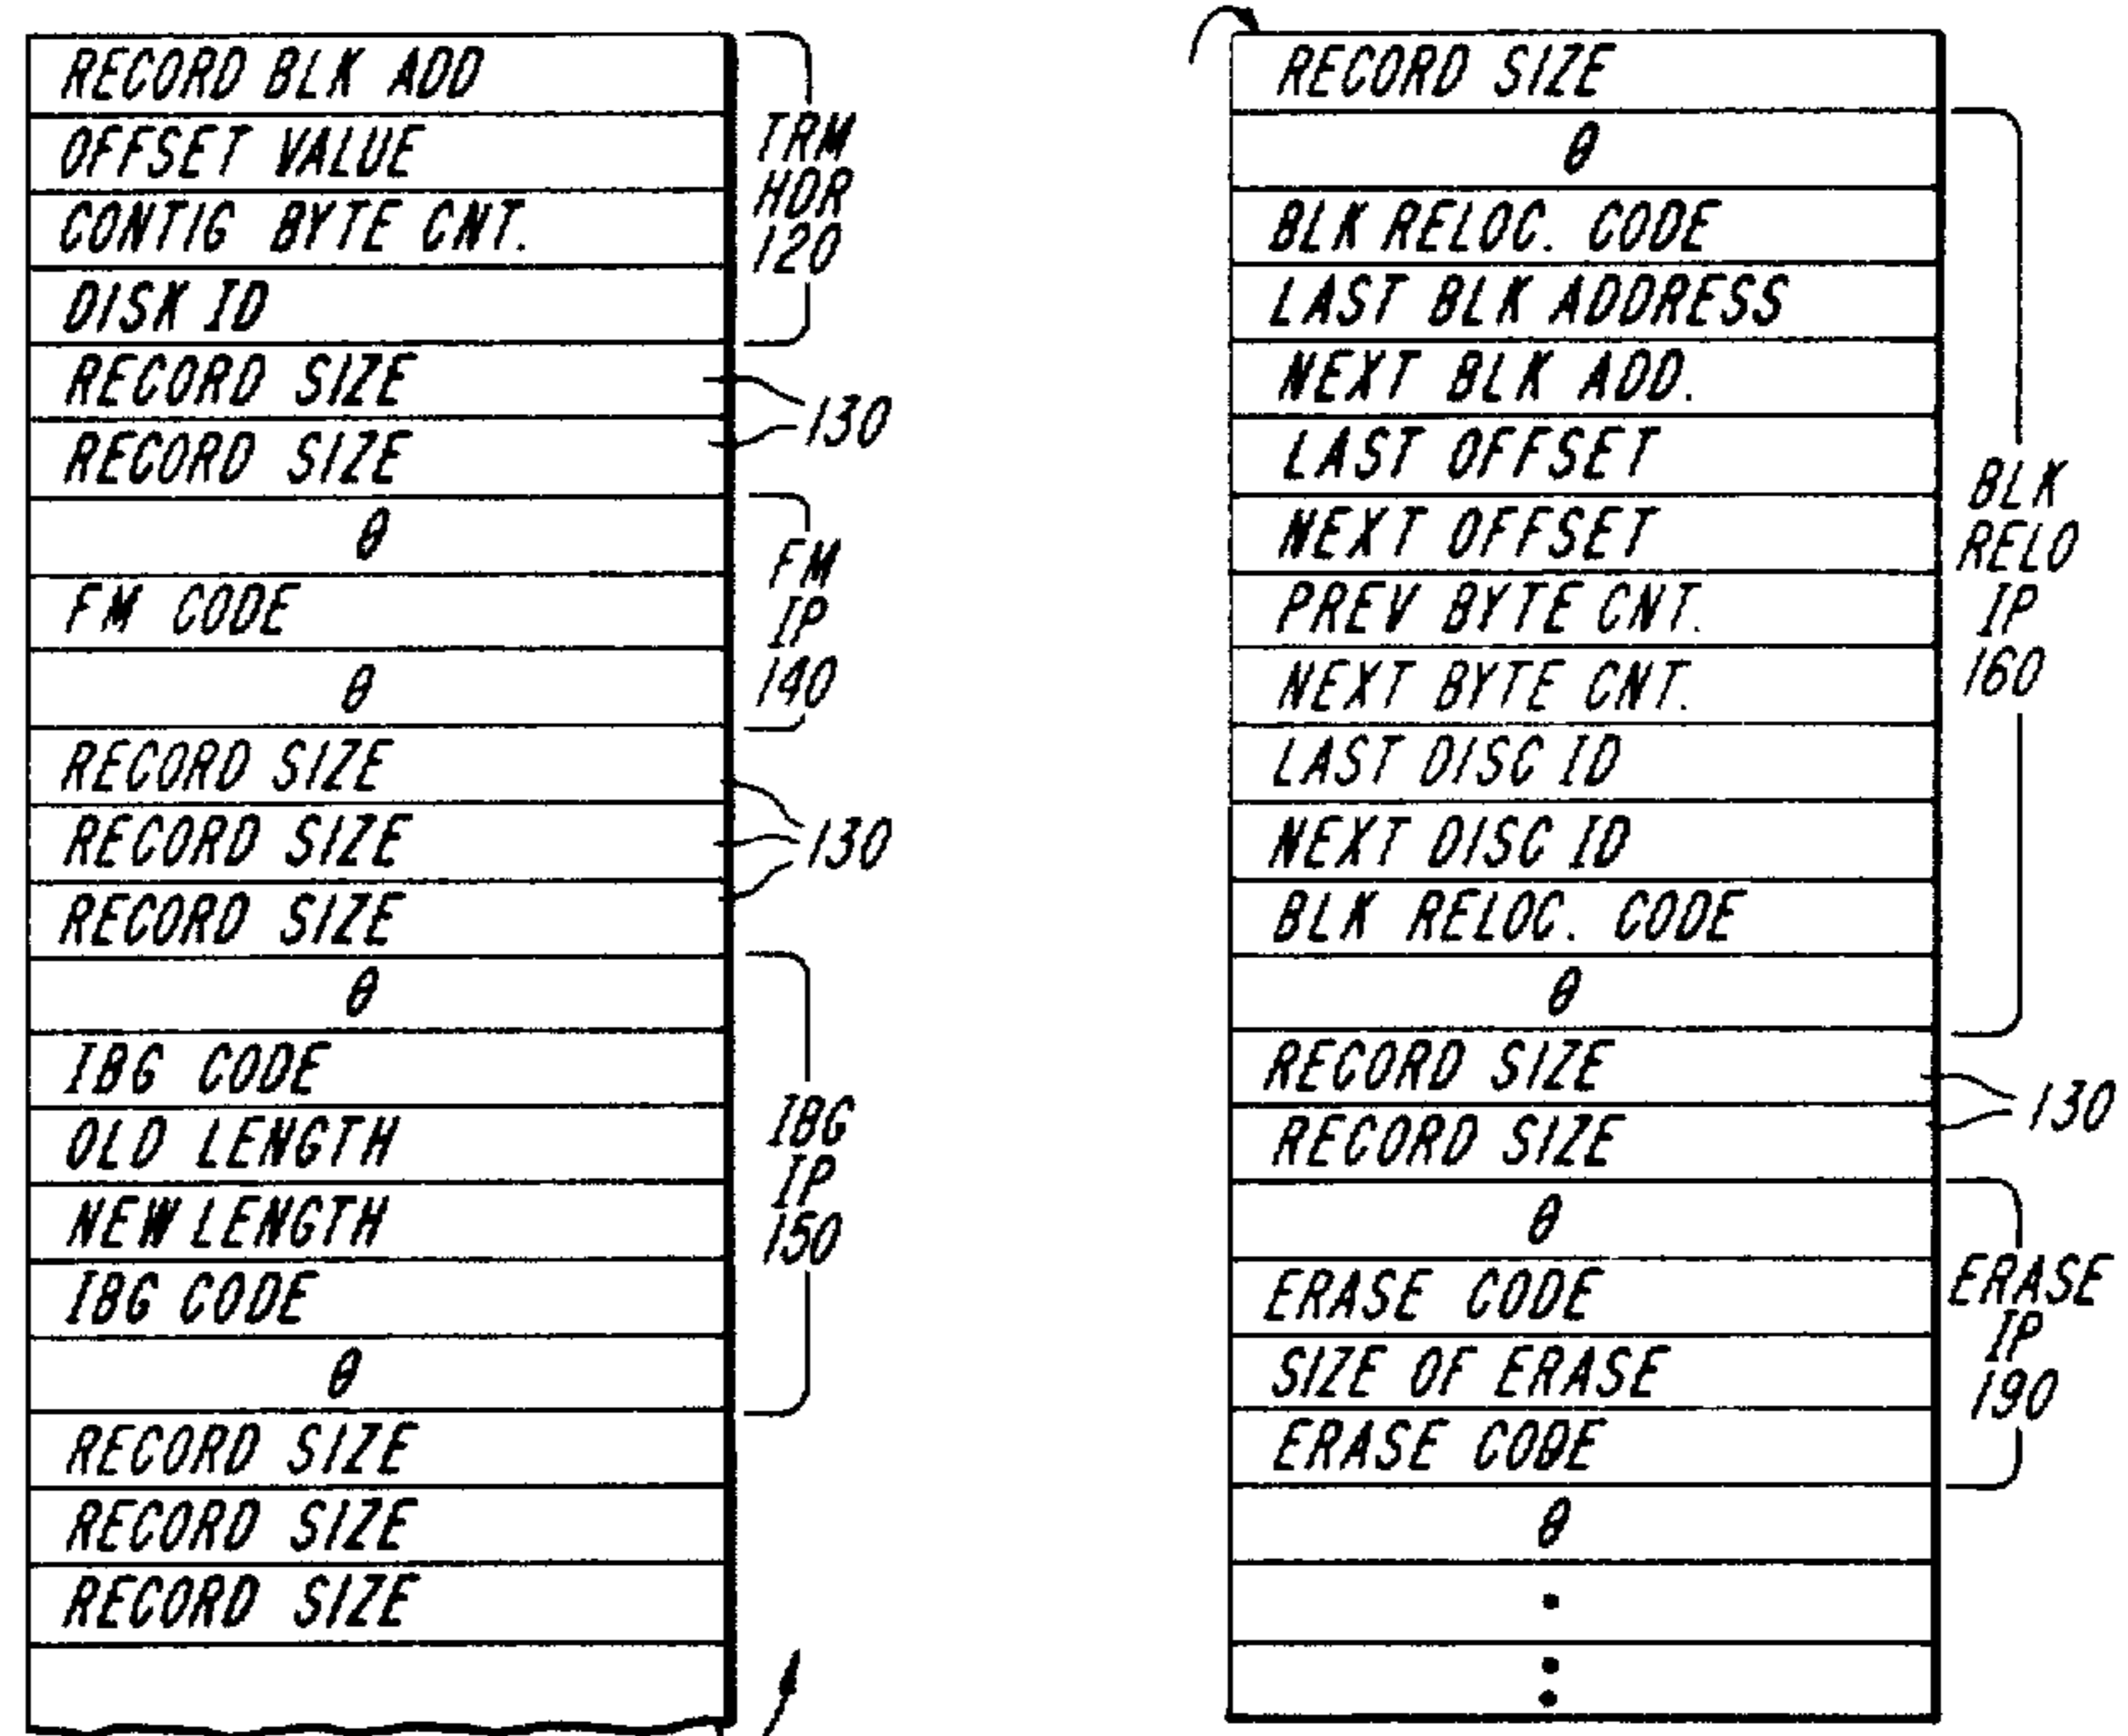 RECORD BLK ADD
OFFSET VALUE
CONTIG BYTE CNT.
DISK ID
TRM
HDR
120
RECORD SIZE
RECORD SIZE
130
0
FM CODE
0
FM
IP
140
RECORD SIZE
RECORD SIZE
RECORD SIZE
130
0
IBG CODE
OLD LENGTH
NEW LENGTH
IBG CODE
0
IBG
IP
150
RECORD SIZE
RECORD SIZE
RECORD SIZE
RECORD SIZE
0
BLK RELOC. CODE
LAST BLK ADDRESS
NEXT BLK ADD.
LAST OFFSET
NEXT OFFSET
PREV BYTE CNT.
NEXT BYTE CNT.
LAST DISC ID
NEXT DISC ID
BLK RELOC. CODE
0
BLK
RELO
IP
160
RECORD SIZE
RECORD SIZE
130
0
ERASE CODE
SIZE OF ERASE
ERASE CODE
0
ERASE
IP
190